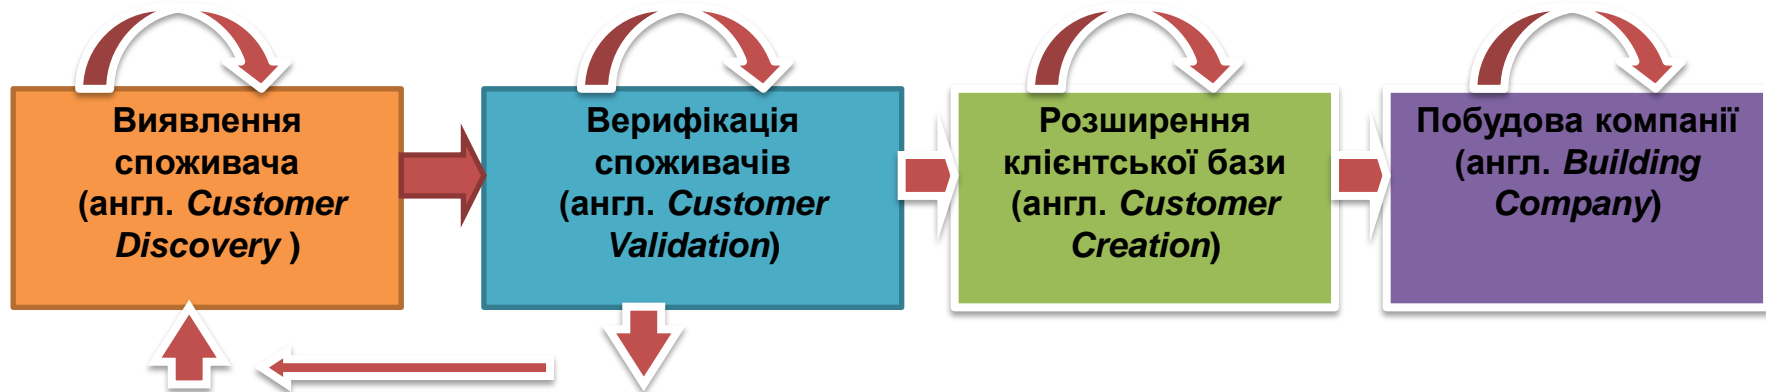 Виявлення
споживача
(англ. Customer
Discovery )
Верифікація
споживачів
(англ. Customer
Validation)
Розширення
клієнтської бази
(англ. Customer
Creation)
Побудова компанії
(англ. Building
Company)